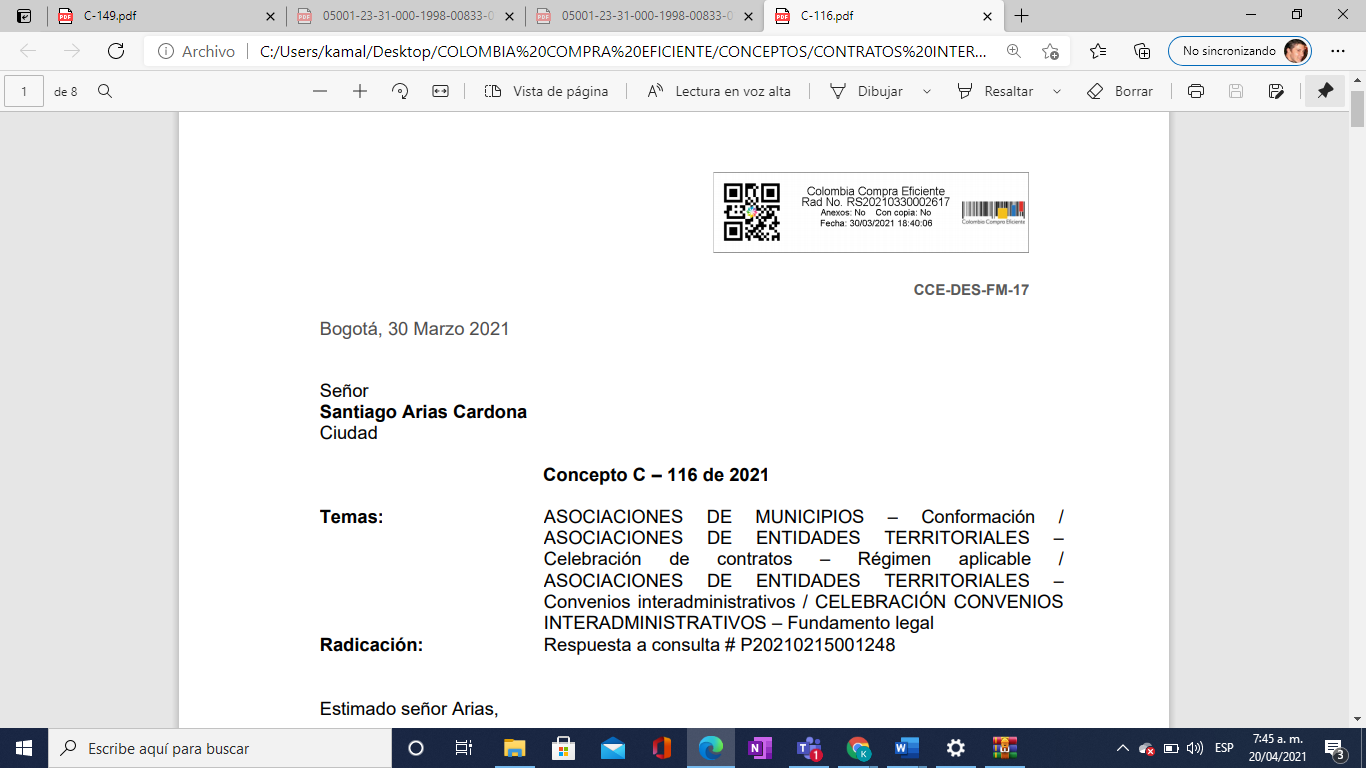 C-149.pdf
05001-23-31-000-1998-00833-0
05001-23-31-000-1998-00833-0
C-116.pdf
Archivo
C:/Users/kamal/Desktop/COLOMBIA%20COMPRA%20EFICIENTE/CONCEPTOS/CONTRATOS%20INTER...
No sincronizando
1 de 8
Vista de página
Lectura en voz alta
Dibujar
Resaltar
Borrar
Colombia Compra Eficiente
Rad No. RS20210330002617
Anexos: No Con copia: No
Fecha: 30/03/2021 18:40:06
Colombia Compra Eficiente
CCE-DES-FM-17
Bogotá, 30 Marzo 2021
Señor
Santiago Arias Cardona
Ciudad
Concepto C – 116 de 2021
Temas: ASOCIACIONES DE MUNICIPIOS – Conformación /
ASOCIACIONES DE ENTIDADES TERRITORIALES –
Celebración de contratos – Régimen aplicable /
ASOCIACIONES DE ENTIDADES TERRITORIALES –
Convenios interadministrativos / CELEBRACIÓN CONVENIOS
INTERADMINISTRATIVOS – Fundamento legal
Radicación: Respuesta a consulta # P20210215001248
Estimado señor Arias,
Escribe aquí para buscar
ESP
7:45 a. m.
20/04/2021